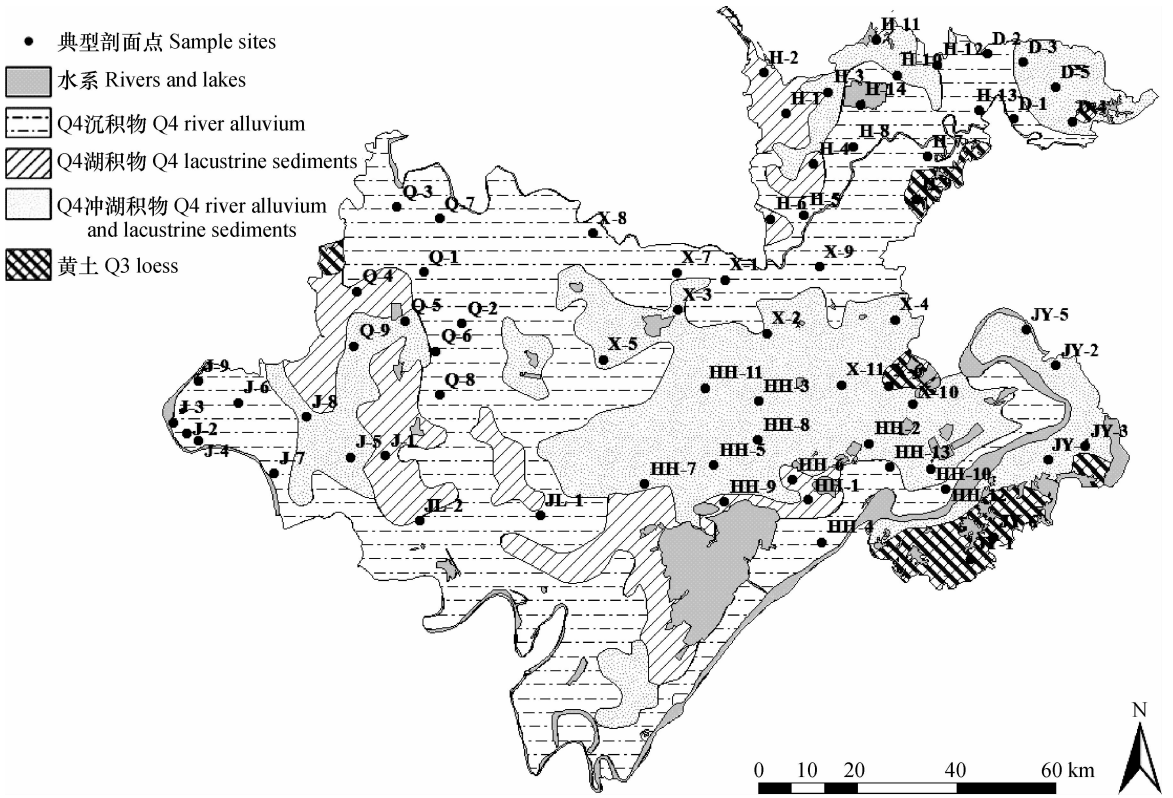 典型剖面点 Sample sites
水系 Rivers and lakes
Q4沉积物 Q4 river alluvium
Q4湖积物 Q4 lacustrine sediments
Q4冲湖积物 Q4 river alluvium
and lacustrine sediments
黄土 Q3 loess
H-11
H-12
D-2
D-3
H-2
H-10
D-5
H-3
H-14
H-1
H-13
D-1
D-4
H-8
H-4
H-7
H-6
H-5
Q-3
Q-7
X-8
Q-1
X-7
X-1
X-9
Q-4
X-3
X-4
Q-5
Q-2
X-2
JY-5
Q-9
Q-6
X-5
JY-2
J-9
J-6
Q-8
HH-11
HH-3
X-11
X-6
X-10
J-3
J-8
J-2
HH-8
HH-2
J-4
J-5
J-1
HH-5
JY-3
J-7
HH-7
HH-6
HH-13
HH-10
HH-1
HH-9
HH-12
JL-2
JL-1
HH-4
N
0 10 20 40 60 km